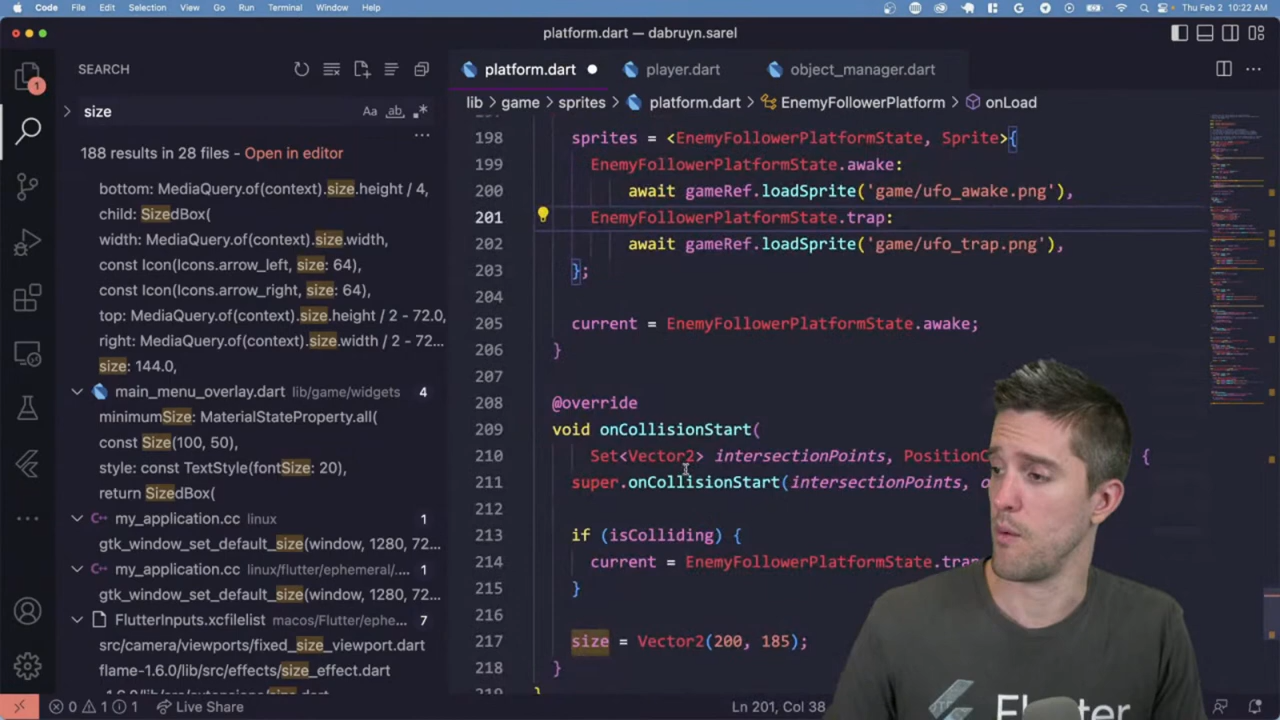 Code File Edit Selection View Go Run Terminal Window Help
Thu Feb 2 10:22 AM
platform.dart — dabruyn.sarel
SEARCH
platform.dart
player.dart
object_manager.dart
1
size
Aa ab .*
188 results in 28 files - Open in editor
bottom: MediaQuery.of(context).size.height / 4,
child: SizedBox(
width: MediaQuery.of(context).size.width,
const Icon(Icons.arrow_left, size: 64),
const Icon(Icons.arrow_right, size: 64),
top: MediaQuery.of(context).size.height / 2 - 72.0,
right: MediaQuery.of(context).size.width / 2 - 72...
size: 144.0,
main_menu_overlay.dart lib/game/widgets 4
minimumSize: MaterialStateProperty.all(
const Size(100, 50),
style: const TextStyle(fontSize: 20),
return SizedBox(
my_application.cc linux 1
gtk_window_set_default_size(window, 1280, 72...
my_application.cc linux/flutter/ephemeral/.... 1
gtk_window_set_default_size(window, 1280, 72...
FlutterInputs.xcfilelist macos/Flutter/ephe... 7
src/camera/viewports/fixed_size_viewport.dart
flame-1.6.0/lib/src/effects/size_effect.dart
lib > game > sprites > platform.dart > EnemyFollowerPlatform > onLoad
198 sprites = <EnemyFollowerPlatformState, Sprite>{
199 EnemyFollowerPlatformState.awake:
200 await gameRef.loadSprite('game/ufo_awake.png'),
201 EnemyFollowerPlatformState.trap:
202 await gameRef.loadSprite('game/ufo_trap.png'),
203 };
204
205 current = EnemyFollowerPlatformState.awake;
206 }
207
208 @override
209 void onCollisionStart(
210 Set<Vector2> intersectionPoints, {
211 super.onCollisionStart(intersectionPoints,
212
213 if (isColliding) {
214 current = EnemyFollowerPlatformState.trap
215 }
216
217 size = Vector2(200, 185);
218 }
0 1 1 Live Share
Ln 201, Col 38
Flutter